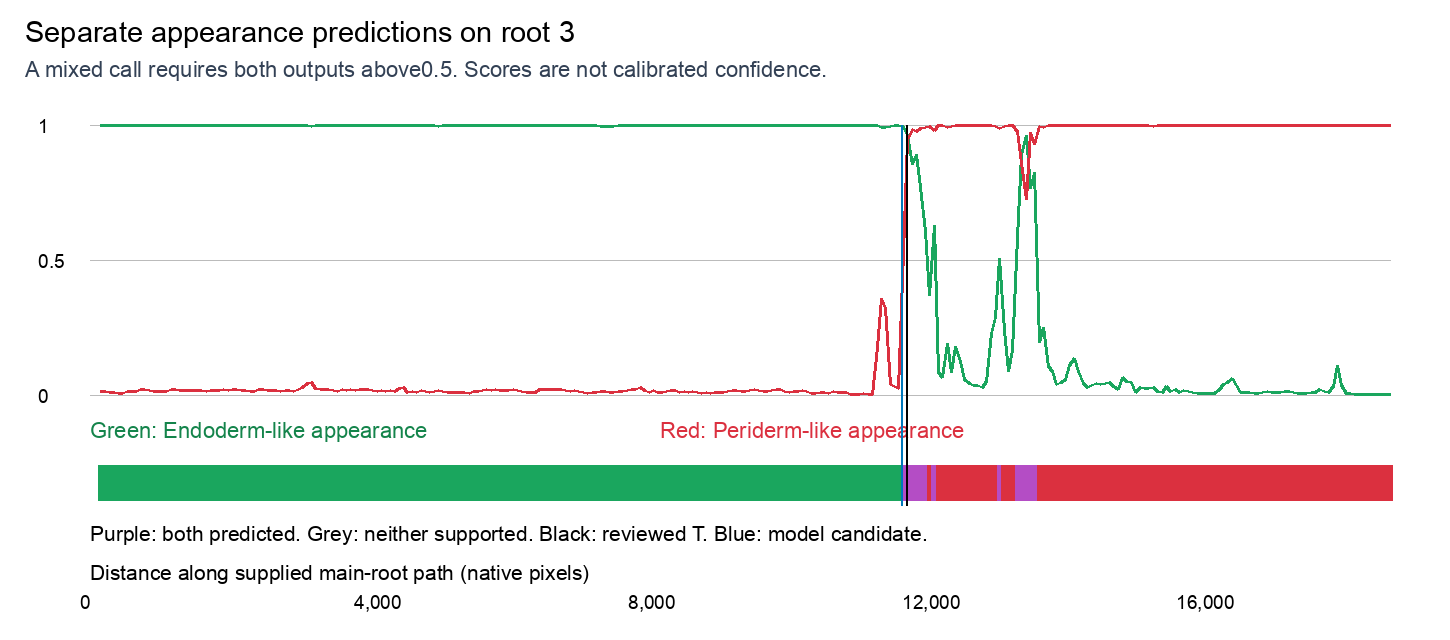 Separate appearance predictions on root 3
A mixed call requires both outputs above0.5. Scores are not calibrated confidence.
1
0.5
0
Green: Endoderm-like appearance Red: Periderm-like appearance
Purple: both predicted. Grey: neither supported. Black: reviewed T. Blue: model candidate.
Distance along supplied main-root path (native pixels)
0 4,000 8,000 12,000 16,000